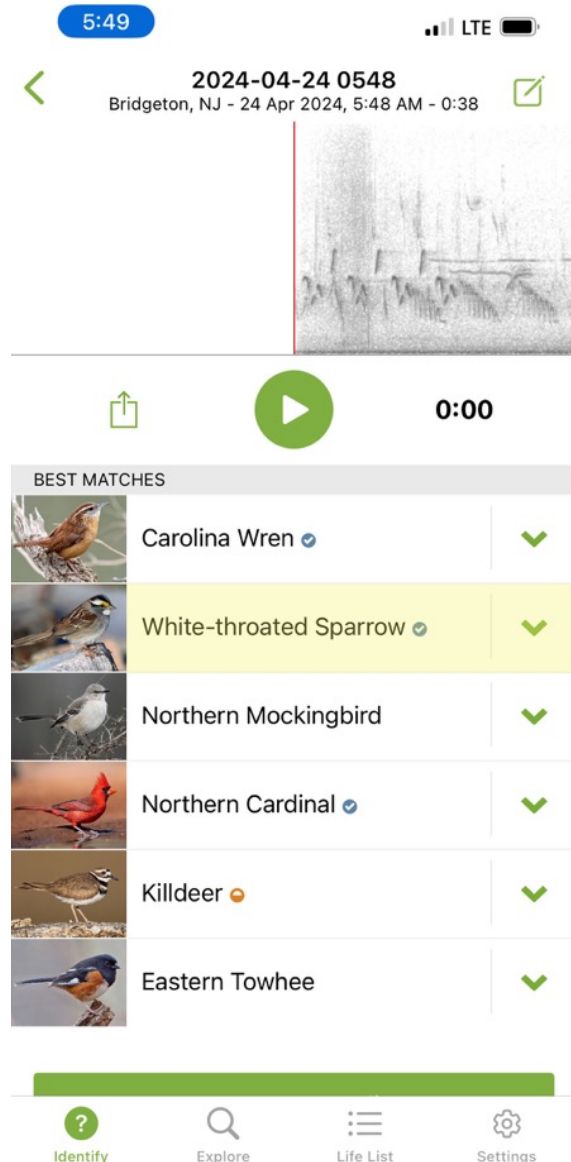 5:49
LTE
2024-04-24 0548
Bridgeton, NJ - 24 Apr 2024, 5:48 AM - 0:38
0:00
BEST MATCHES
Carolina Wren
White-throated Sparrow
Northern Mockingbird
Northern Cardinal
Killdeer
Eastern Towhee
?
Identify
Explore
Life List
Settings